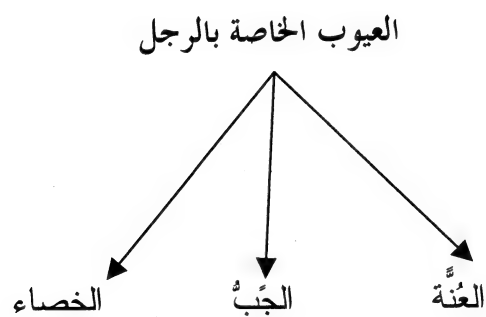 العيوب الخاصة بالرجل
العُنَّة
الجَبُّ
الخصاء